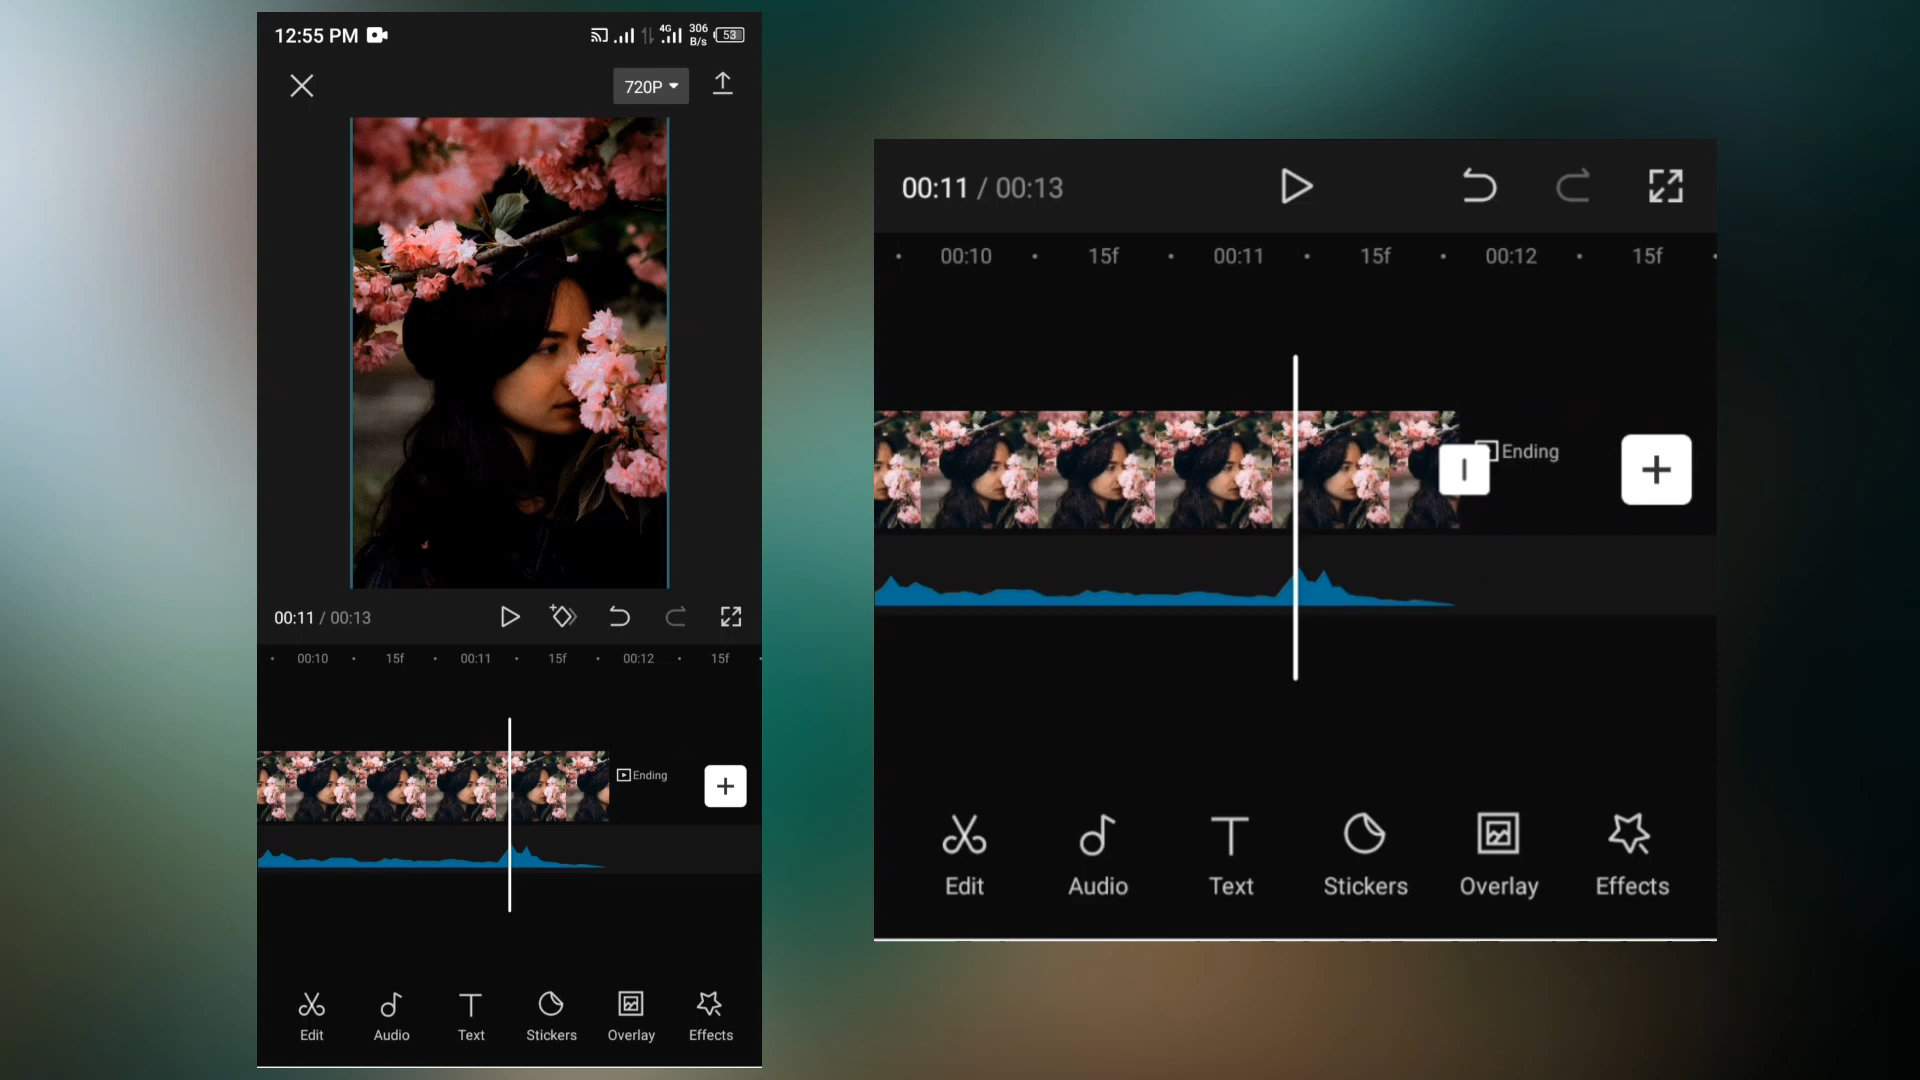 12:55 PM
4G 306 B/s 53
720P
00:11 / 00:13
00:10 15f 00:11 15f 00:12 15f
Ending
Edit Audio Text Stickers Overlay Effects
00:11 / 00:13
00:10 15f 00:11 15f 00:12 15f
Ending
Edit Audio Text Stickers Overlay Effects